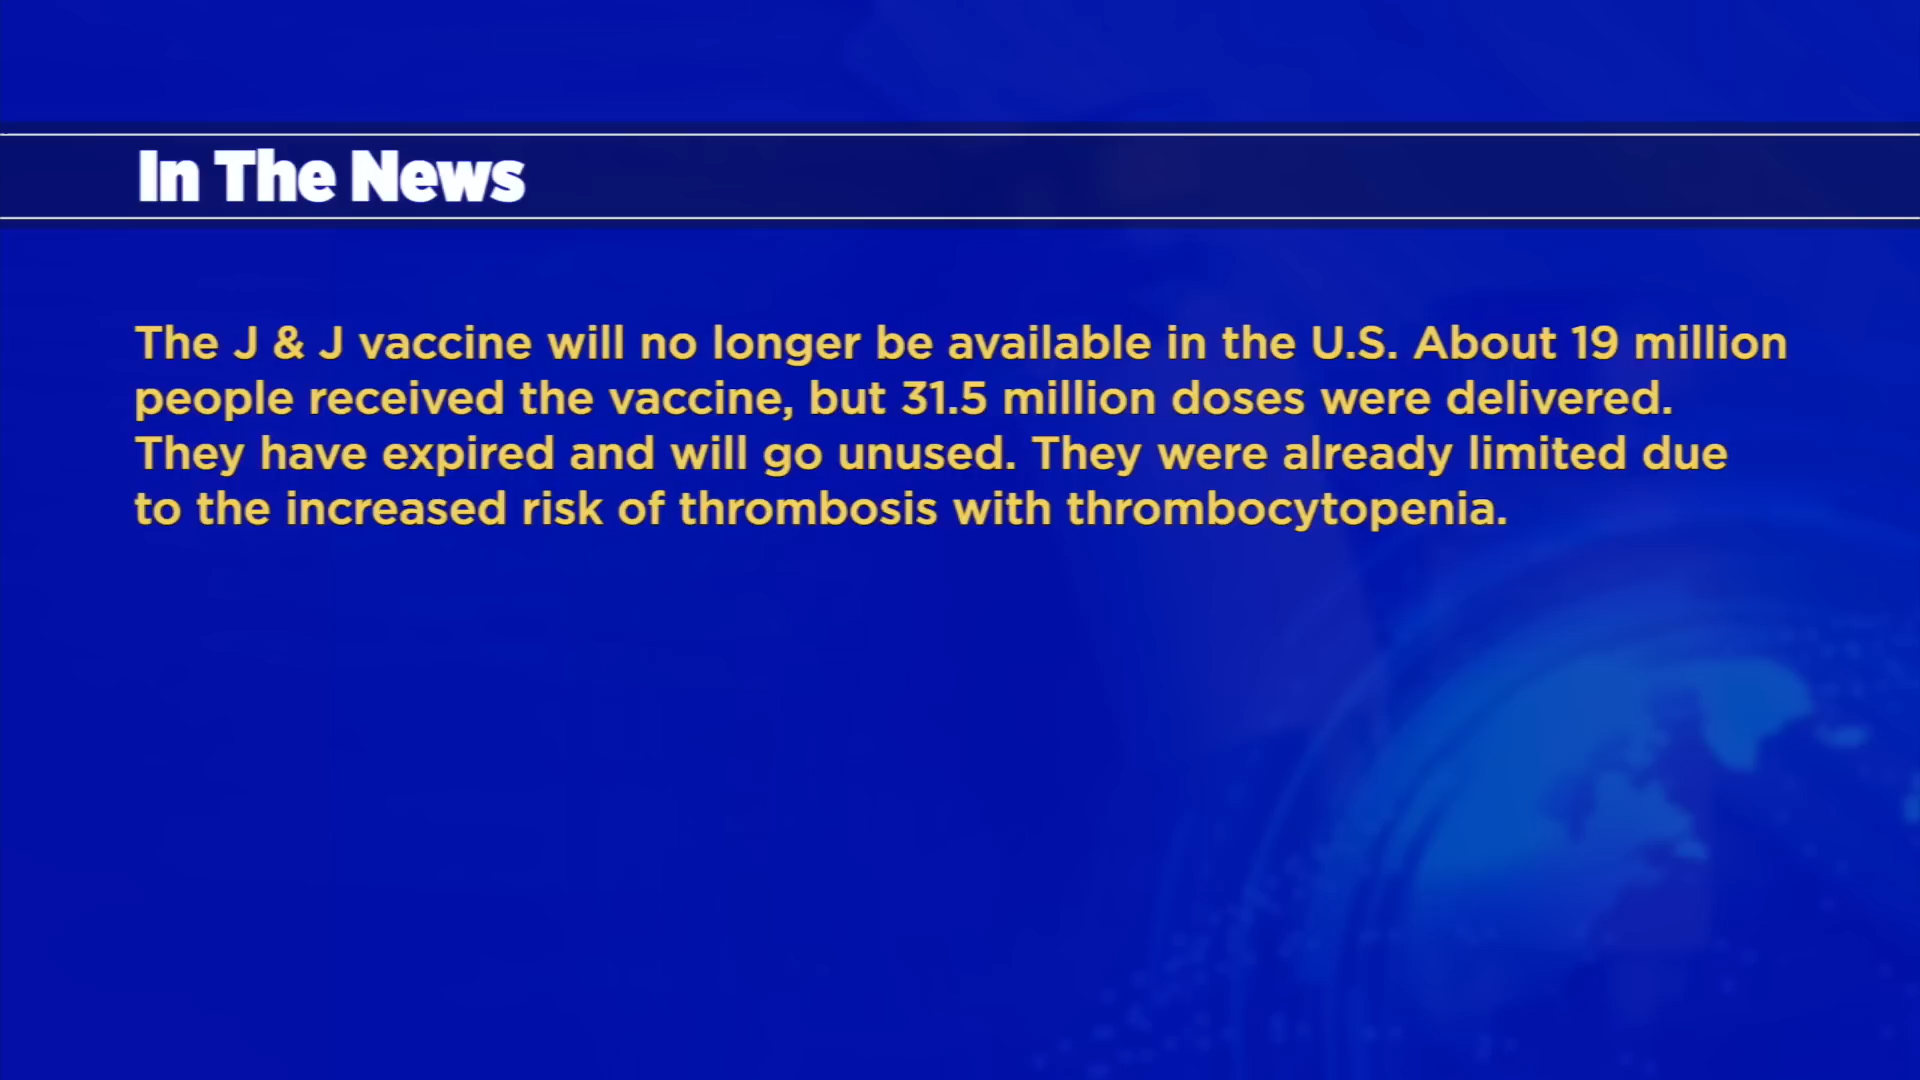 In The News
The J & J vaccine will no longer be available in the U.S. About 19 million
people received the vaccine, but 31.5 million doses were delivered.
They have expired and will go unused. They were already limited due
to the increased risk of thrombosis with thrombocytopenia.